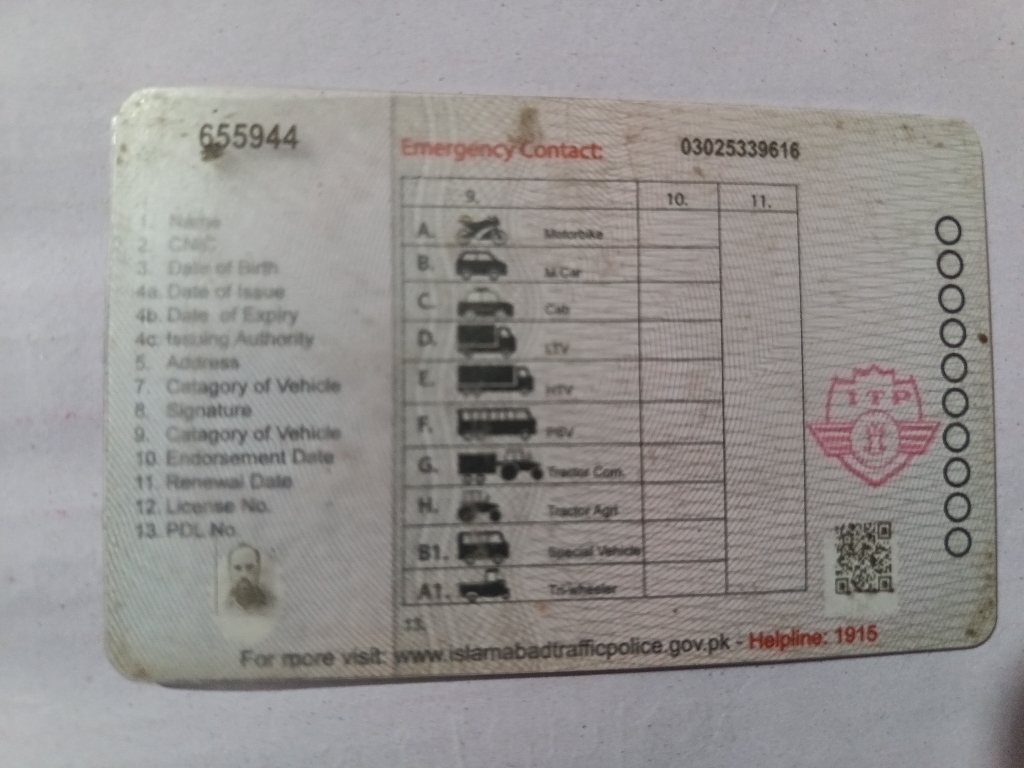 655944
Emergency Contact: 03025339616
1. Name
2. CNIC
3. Date of Birth
4a. Date of Issue
4b. Date of Expiry
4c. Issuing Authority
5. Address
7. Catagory of Vehicle
8. Signature
9. Catagory of Vehicle
10. Endorsement Date
11. Renewal Date
12. License No.
13. PDL No.
9. 10. 11.
A. Motorbike
B. M.Car
C. Cab
D. LTV
E. HTV
F. PSV
G. Tractor Com.
H. Tractor Agri
B1. Special Vehicle
A1. Tri-wheeler
13.
ITP
For more visit: www.islamabadtrafficpolice.gov.pk - Helpline: 1915